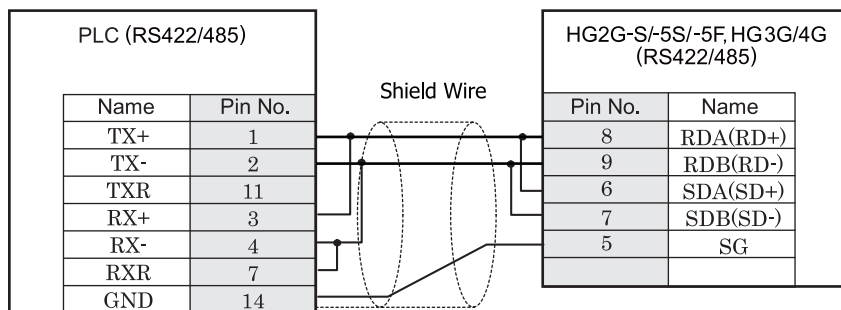 PLC (RS422/485)
HG2G-S/-5S/-5F, HG3G/4G
(RS422/485)
Shield Wire
Name Pin No.
TX+ 1
TX- 2
TXR 11
RX+ 3
RX- 4
RXR 7
GND 14
Pin No. Name
8 RDA(RD+)
9 RDB(RD-)
6 SDA(SD+)
7 SDB(SD-)
5 SG